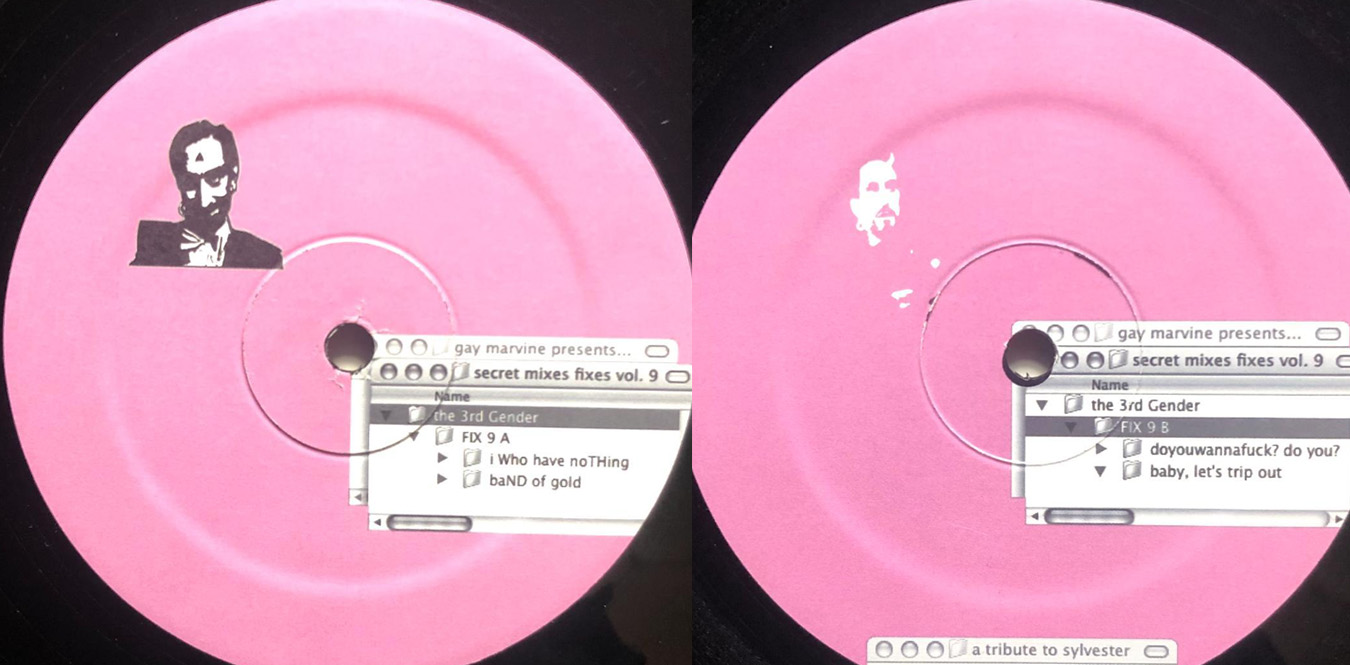 gay marvine presents...
secret mixes fixes vol. 9
Name
the 3rd Gender
FIX 9 A
i Who have noTHing
baND of gold
gay marvine presents...
secret mixes fixes vol. 9
Name
the 3rd Gender
FIX 9 B
doyouwannafuck? do you?
baby, let's trip out
a tribute to sylvester